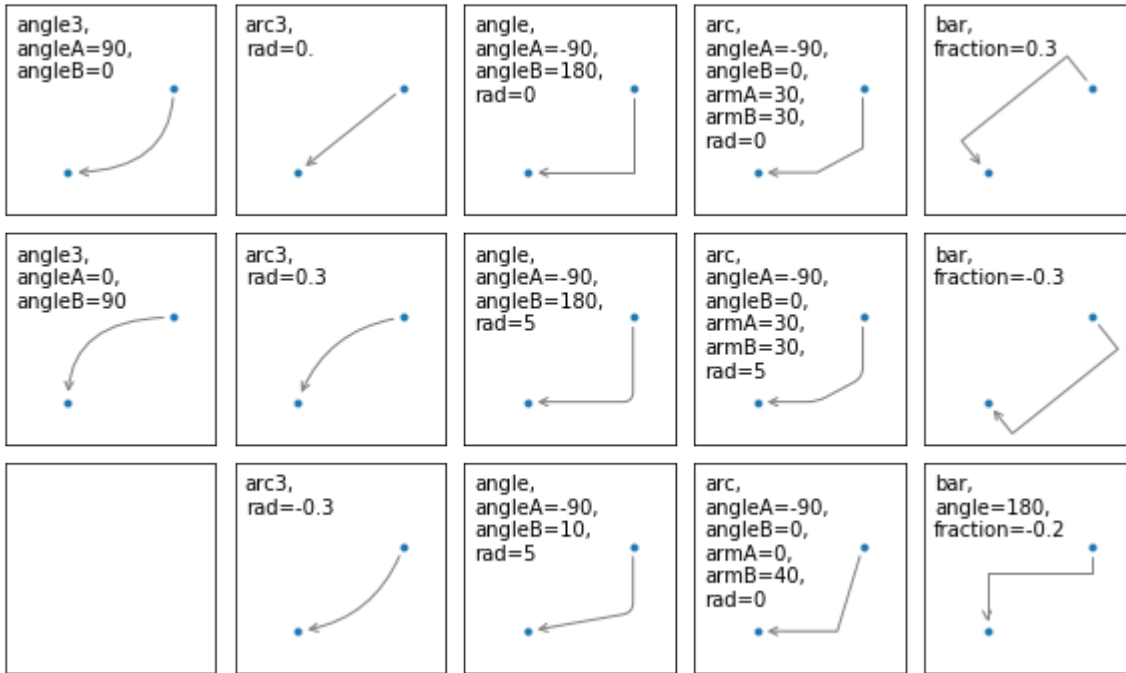 angle3,
angleA=90,
angleB=0
arc3,
rad=0.
angle,
angleA=-90,
angleB=180,
rad=0
arc,
angleA=-90,
angleB=0,
armA=30,
armB=30,
rad=0
bar,
fraction=0.3
angle3,
angleA=0,
angleB=90
arc3,
rad=0.3
angle,
angleA=-90,
angleB=180,
rad=5
arc,
angleA=-90,
angleB=0,
armA=30,
armB=30,
rad=5
bar,
fraction=-0.3
arc3,
rad=-0.3
angle,
angleA=-90,
angleB=10,
rad=5
arc,
angleA=-90,
angleB=0,
armA=0,
armB=40,
rad=0
bar,
angle=180,
fraction=-0.2